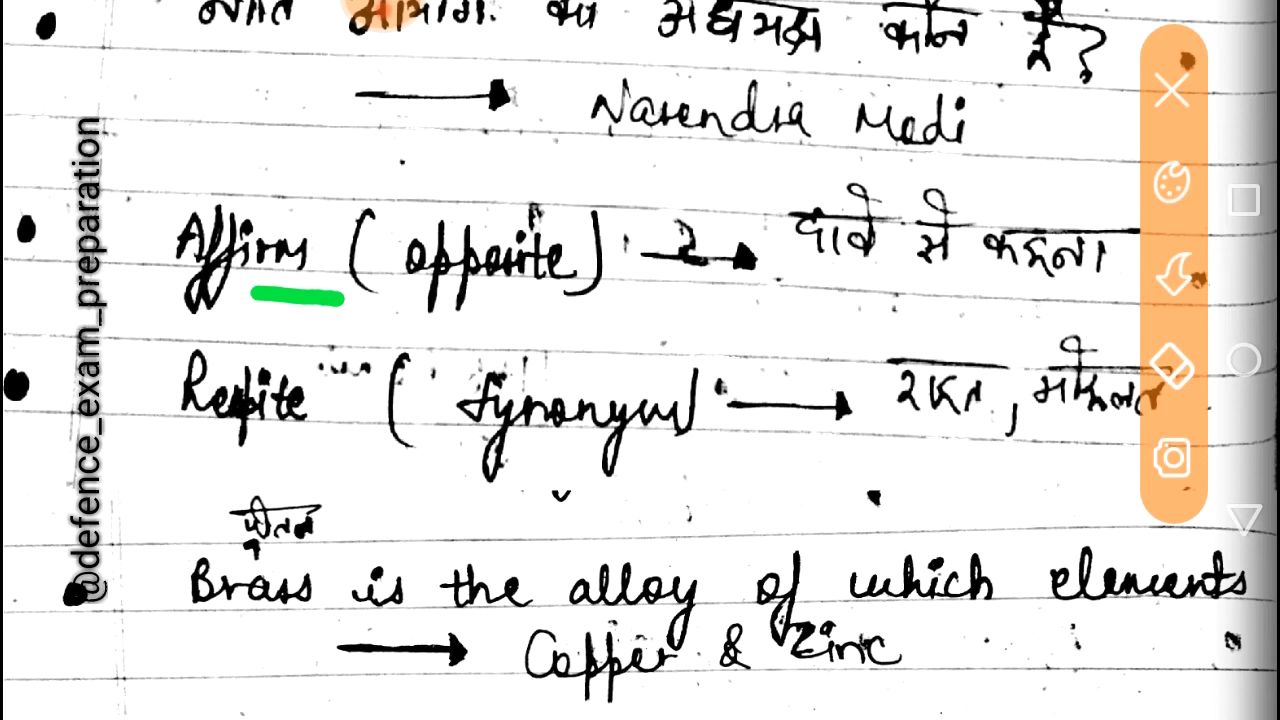 नीति आयोग का अध्यक्ष कौन है?
Narendra Modi
Affirm (opposite) दावे से कहना
Respite (Synonym) राहत, मोहलत
पीतल
Brass is the alloy of which elements
Copper & Zinc
@defence_exam_preparation